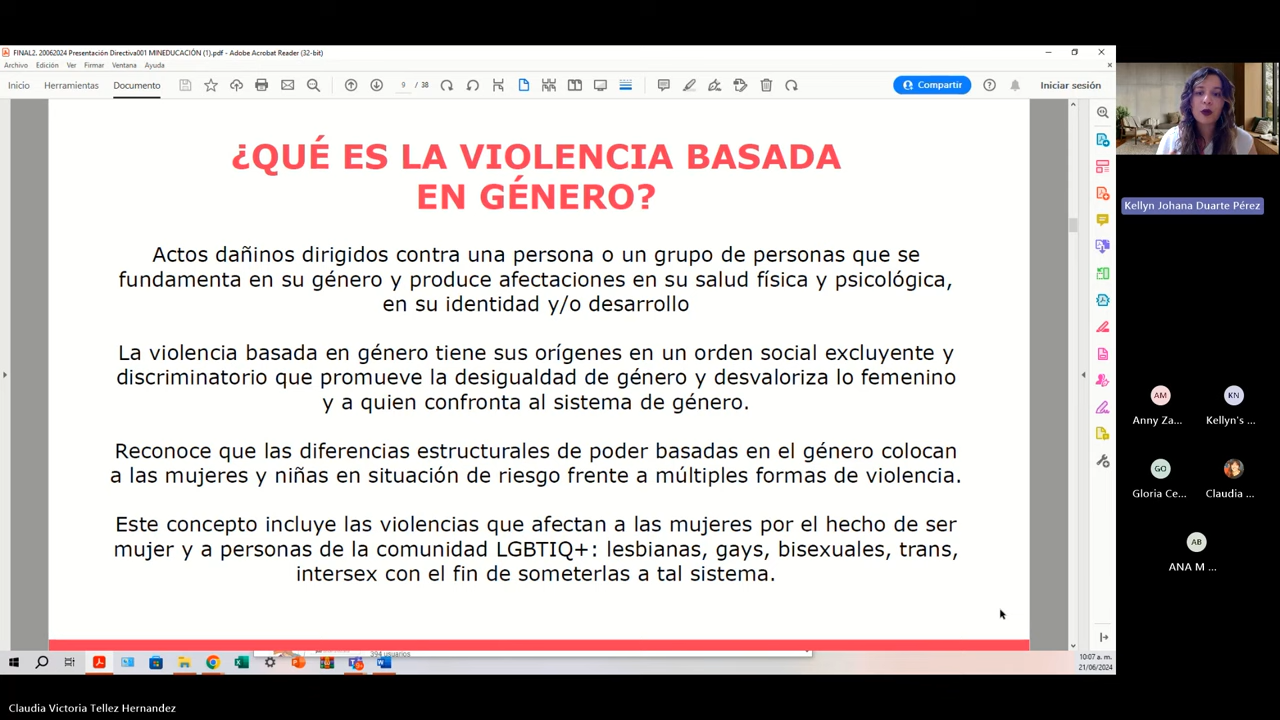 FINAL2. 20062024 Presentación Directiva001 MINEDUCACIÓN (1).pdf - Adobe Acrobat Reader (32-bit)
Archivo Edición Ver Firmar Ventana Ayuda
Inicio Herramientas Documento 9 / 38 Compartir Iniciar sesión
¿QUÉ ES LA VIOLENCIA BASADA
EN GÉNERO?
Actos dañinos dirigidos contra una persona o un grupo de personas que se
fundamenta en su género y produce afectaciones en su salud física y psicológica,
en su identidad y/o desarrollo
La violencia basada en género tiene sus orígenes en un orden social excluyente y
discriminatorio que promueve la desigualdad de género y desvaloriza lo femenino
y a quien confronta al sistema de género.
Reconoce que las diferencias estructurales de poder basadas en el género colocan
a las mujeres y niñas en situación de riesgo frente a múltiples formas de violencia.
Este concepto incluye las violencias que afectan a las mujeres por el hecho de ser
mujer y a personas de la comunidad LGBTIQ+: lesbianas, gays, bisexuales, trans,
intersex con el fin de someterlas a tal sistema.
394 usuarios
10:07 a. m.
21/06/2024
Kellyn Johana Duarte Pérez
AM KN
Anny Za... Kellyn's ...
GO
Gloria Ce... Claudia ...
AB
ANA M ...
Claudia Victoria Tellez Hernandez